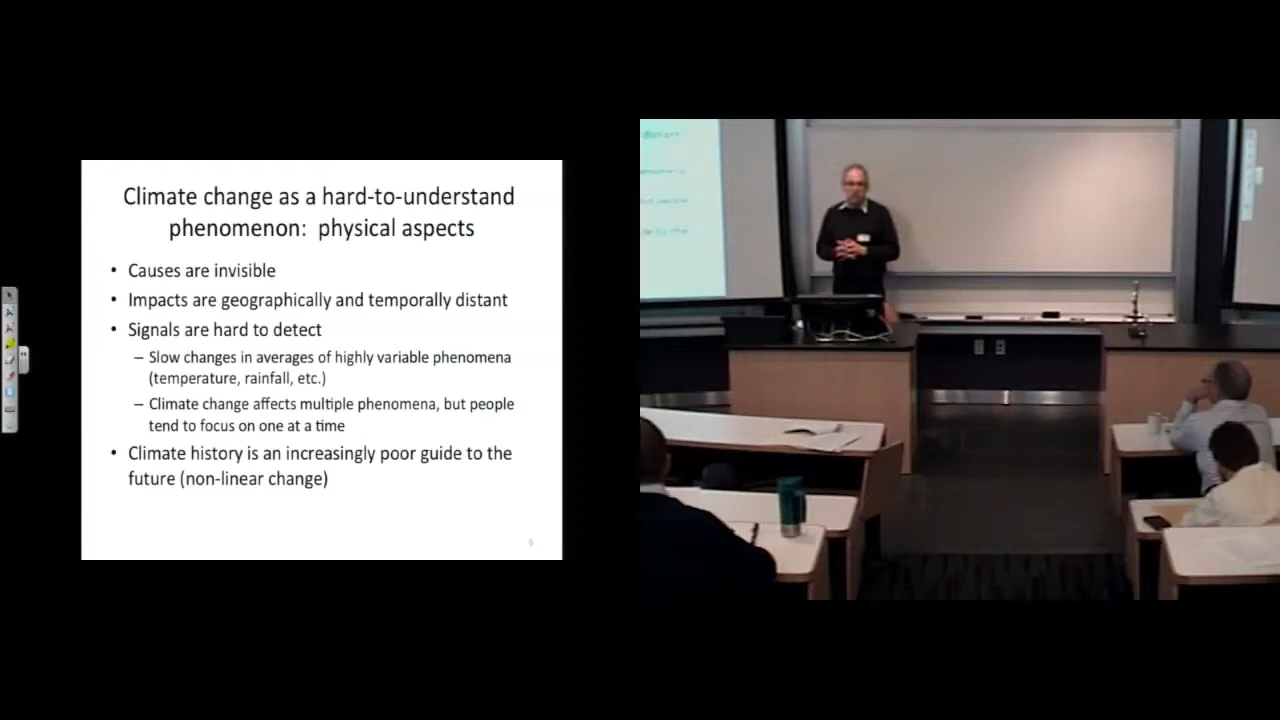 Climate change as a hard-to-understand
phenomenon: physical aspects
• Causes are invisible
• Impacts are geographically and temporally distant
• Signals are hard to detect
– Slow changes in averages of highly variable phenomena
(temperature, rainfall, etc.)
– Climate change affects multiple phenomena, but people
tend to focus on one at a time
• Climate history is an increasingly poor guide to the
future (non-linear change)
6